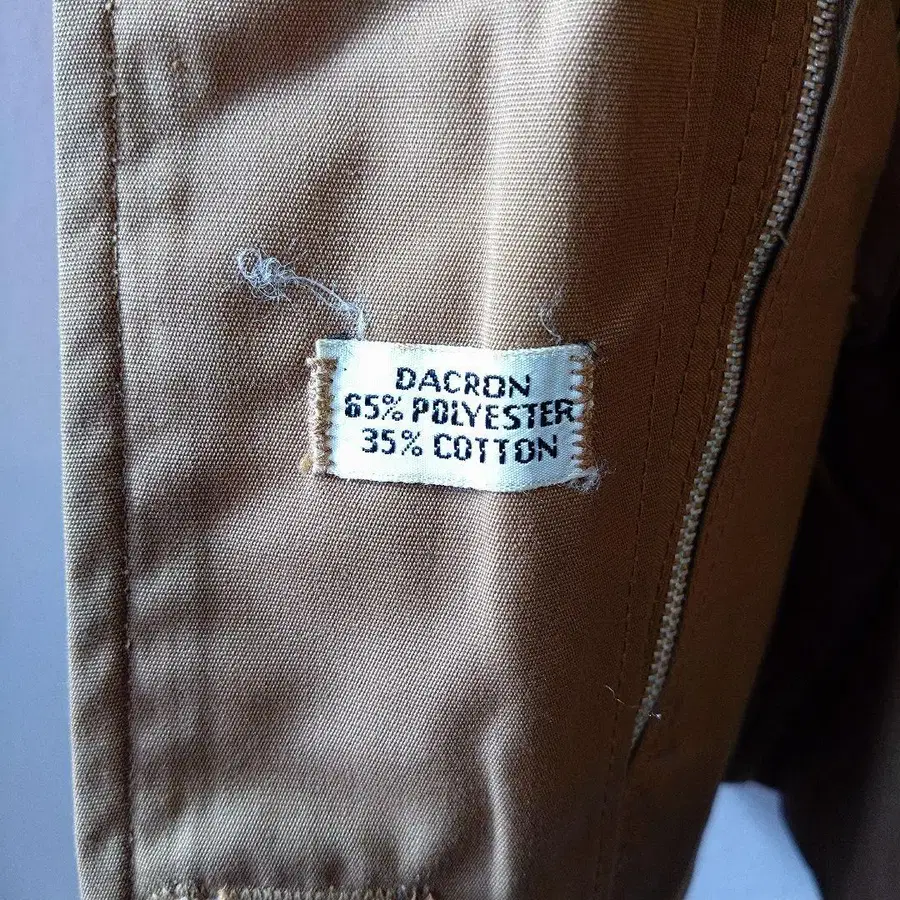 DACRON
65% POLYESTER
35% COTTON